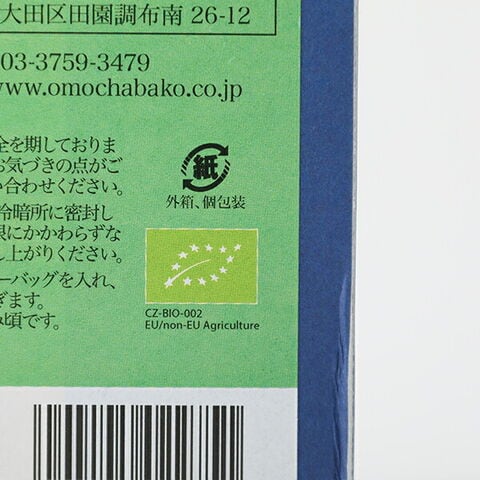 大田区田園調布南 26-12
03-3759-3479
www.omochabako.co.jp
全を期しておりま
お気づきの点がご
い合わせください。
紙
外箱、個包装
冷暗所に密封し
限にかかわらずな
し上がりください。
ーバッグを入れ、
ぎます。
み頃です。
CZ-BIO-002
EU/non-EU Agriculture